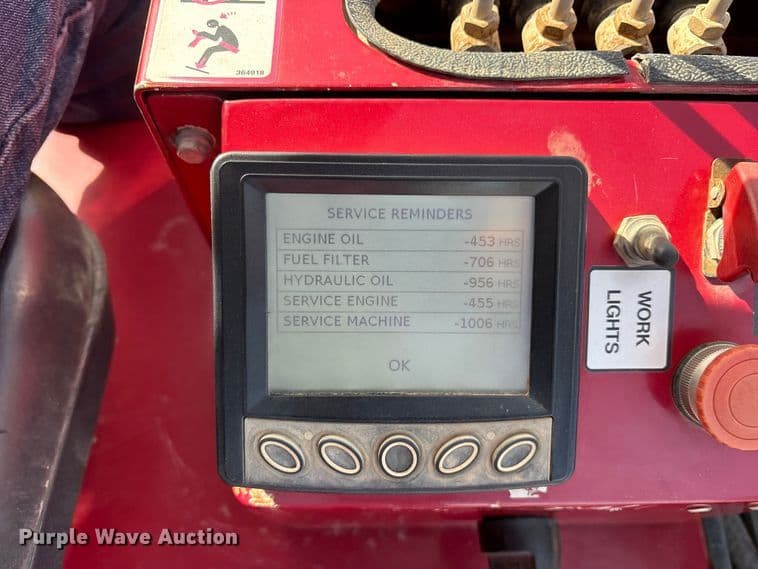 364918
SERVICE REMINDERS
ENGINE OIL -453 HRS
FUEL FILTER -706 HRS
HYDRAULIC OIL -956 HRS
SERVICE ENGINE -455 HRS
SERVICE MACHINE -1006 HRS
OK
WORK
LIGHTS
Purple Wave Auction